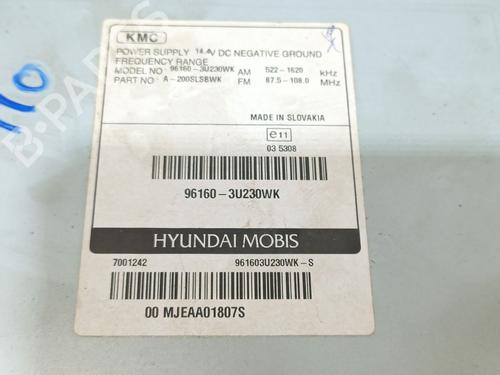 KMC
POWER SUPPLY 14.4V DC NEGATIVE GROUND
FREQUENCY RANGE
MODEL NO 96160-3U230WK AM 522-1620 kHz
PART NO A-200SLSBWK FM 87.5-108.0 MHz
MADE IN SLOVAKIA
e11
03 5308
96160-3U230WK
HYUNDAI MOBIS
7001242 961603U230WK-S
00 MJEAA01807S